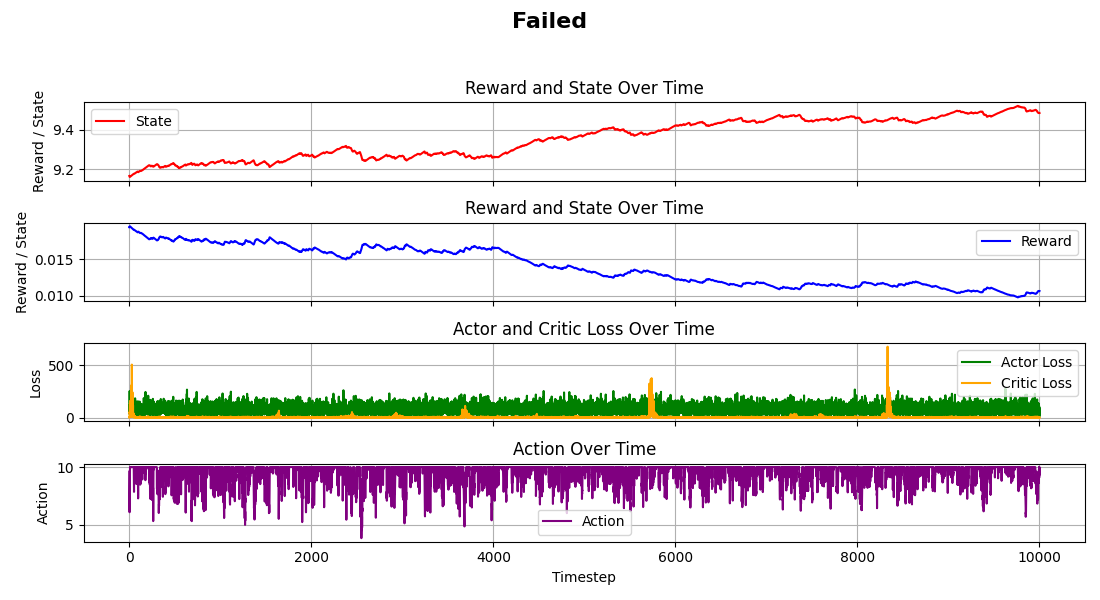 Failed
Reward and State Over Time
Reward / State
9.4
9.2
State
Reward and State Over Time
Reward / State
0.015
0.010
Reward
Actor and Critic Loss Over Time
Loss
500
0
Actor Loss
Critic Loss
Action Over Time
Action
10
5
Action
0 2000 4000 6000 8000 10000
Timestep